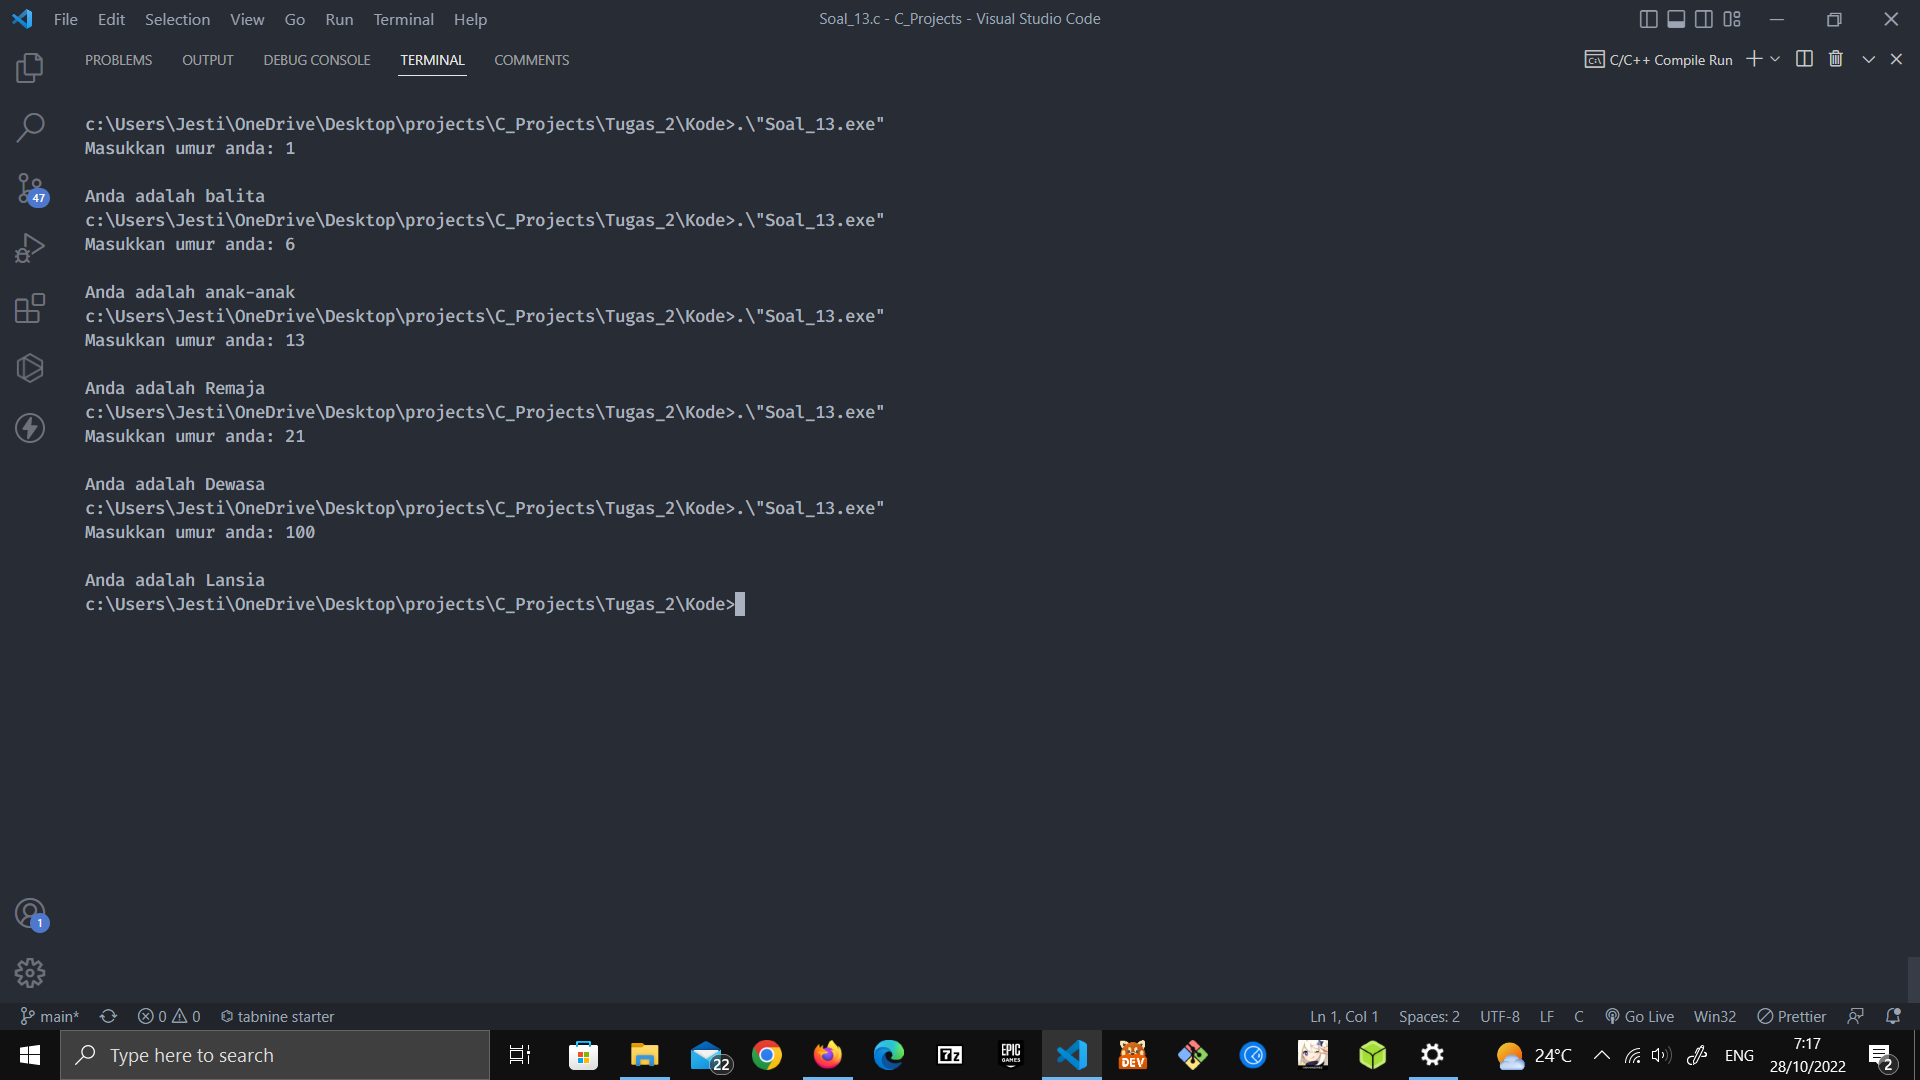 File Edit Selection View Go Run Terminal Help
Soal_13.c - C_Projects - Visual Studio Code
PROBLEMS OUTPUT DEBUG CONSOLE TERMINAL COMMENTS
C/C++ Compile Run
c:\Users\Jesti\OneDrive\Desktop\projects\C_Projects\Tugas_2\Kode>.\"Soal_13.exe"
Masukkan umur anda: 1
Anda adalah balita
c:\Users\Jesti\OneDrive\Desktop\projects\C_Projects\Tugas_2\Kode>.\"Soal_13.exe"
Masukkan umur anda: 6
Anda adalah anak-anak
c:\Users\Jesti\OneDrive\Desktop\projects\C_Projects\Tugas_2\Kode>.\"Soal_13.exe"
Masukkan umur anda: 13
Anda adalah Remaja
c:\Users\Jesti\OneDrive\Desktop\projects\C_Projects\Tugas_2\Kode>.\"Soal_13.exe"
Masukkan umur anda: 21
Anda adalah Dewasa
c:\Users\Jesti\OneDrive\Desktop\projects\C_Projects\Tugas_2\Kode>.\"Soal_13.exe"
Masukkan umur anda: 100
Anda adalah Lansia
c:\Users\Jesti\OneDrive\Desktop\projects\C_Projects\Tugas_2\Kode>
47
1
main* 0 0 tabnine starter
Ln 1, Col 1 Spaces: 2 UTF-8 LF C Go Live Win32 Prettier
Type here to search
22
7z
EPIC GAMES
DEV
24°C
ENG
7:17
28/10/2022
2